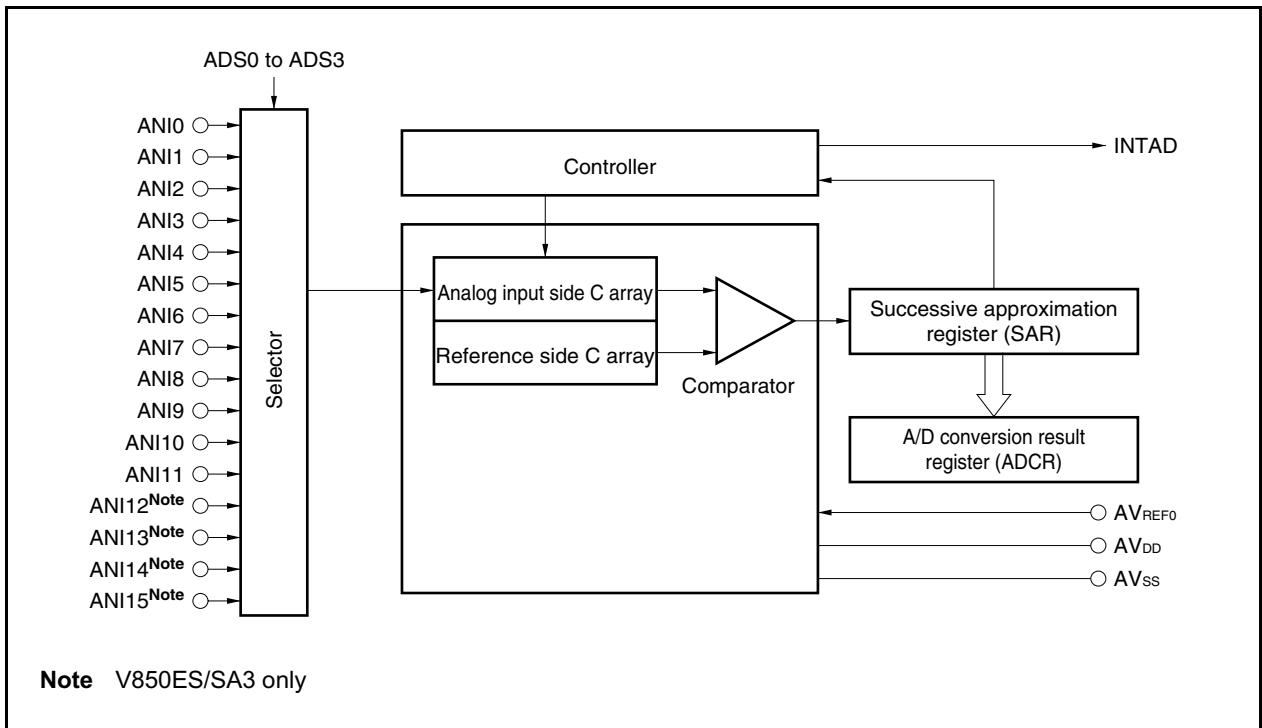 ADS0 to ADS3
ANI0
ANI1
ANI2
ANI3
ANI4
ANI5
ANI6
ANI7
ANI8
ANI9
ANI10
ANI11
ANI12Note
ANI13Note
ANI14Note
ANI15Note
Selector
Controller
INTAD
Analog input side C array
Reference side C array
Comparator
Successive approximation
register (SAR)
A/D conversion result
register (ADCR)
AVREF0
AVDD
AVSS
Note V850ES/SA3 only